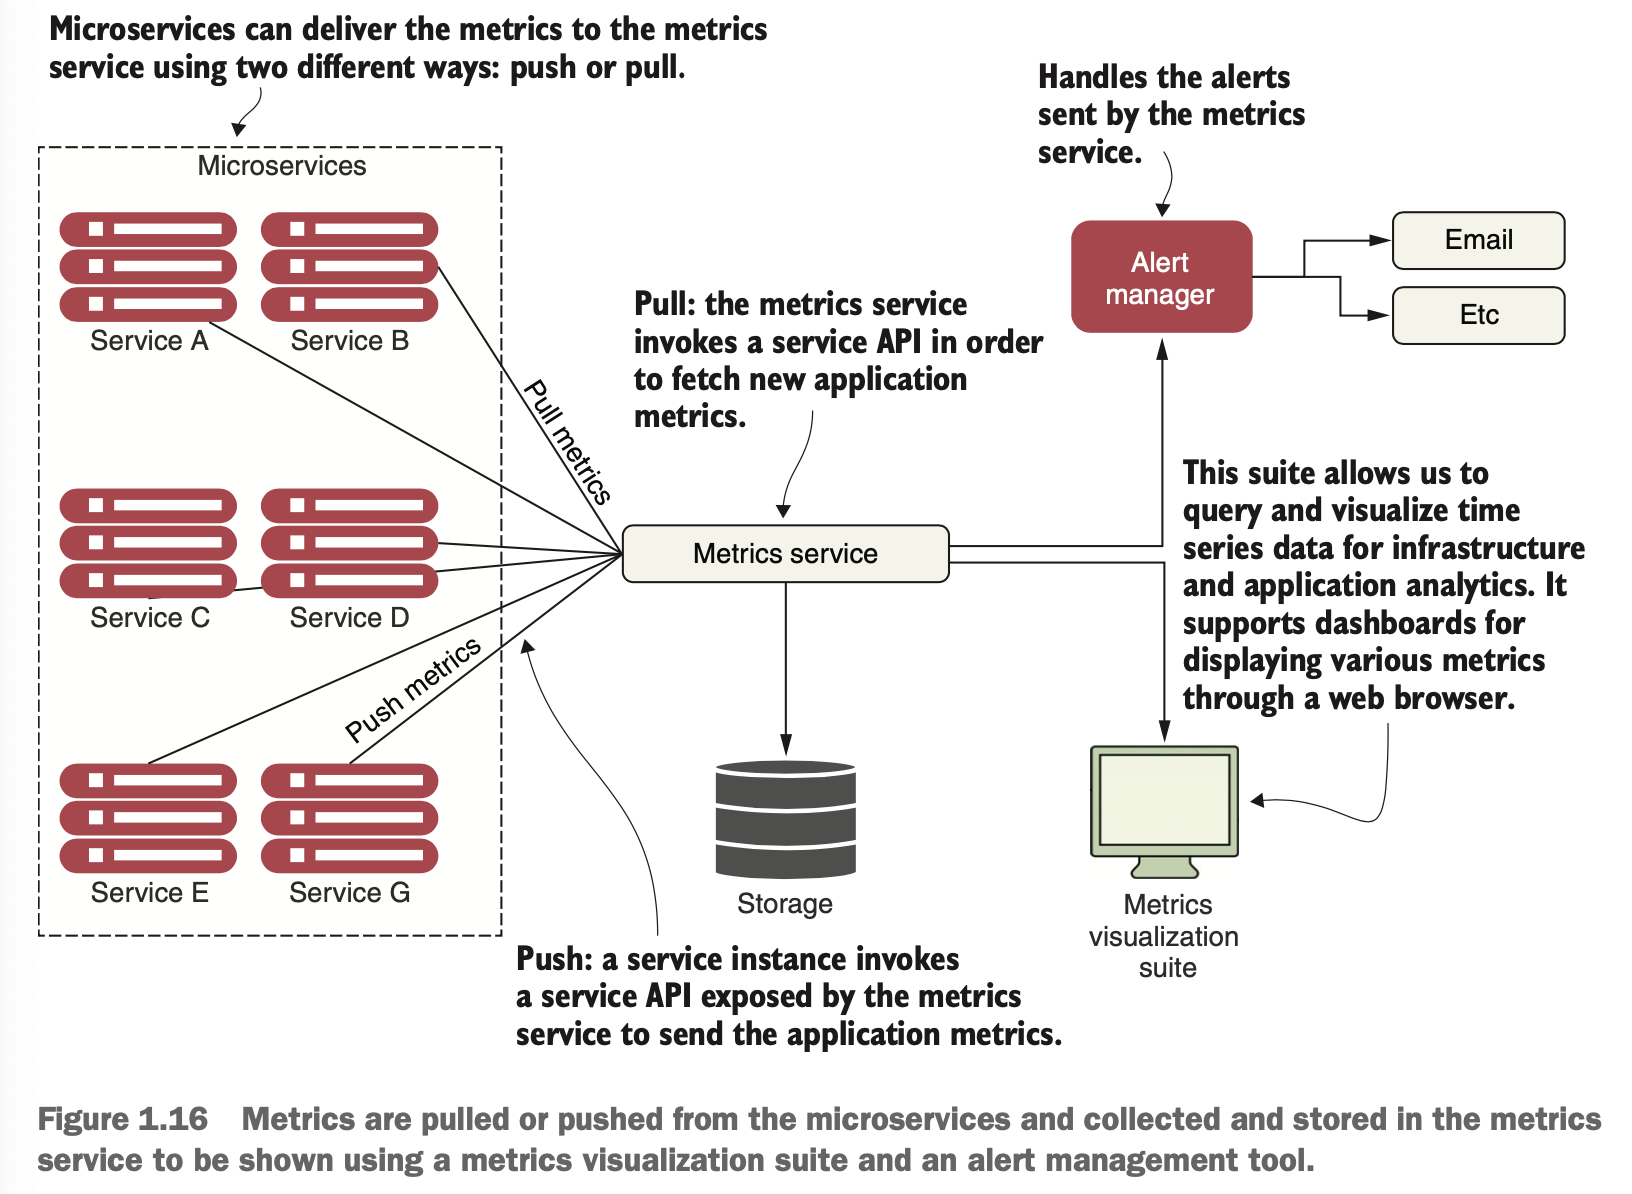 Microservices can deliver the metrics to the metrics
service using two different ways: push or pull.
Handles the alerts
sent by the metrics
service.
Microservices
Service A
Service B
Service C
Service D
Service E
Service G
Pull metrics
Push metrics
Pull: the metrics service
invokes a service API in order
to fetch new application
metrics.
Metrics service
Alert
manager
Email
Etc
This suite allows us to
query and visualize time
series data for infrastructure
and application analytics. It
supports dashboards for
displaying various metrics
through a web browser.
Storage
Metrics
visualization
suite
Push: a service instance invokes
a service API exposed by the metrics
service to send the application metrics.
Figure 1.16 Metrics are pulled or pushed from the microservices and collected and stored in the metrics
service to be shown using a metrics visualization suite and an alert management tool.